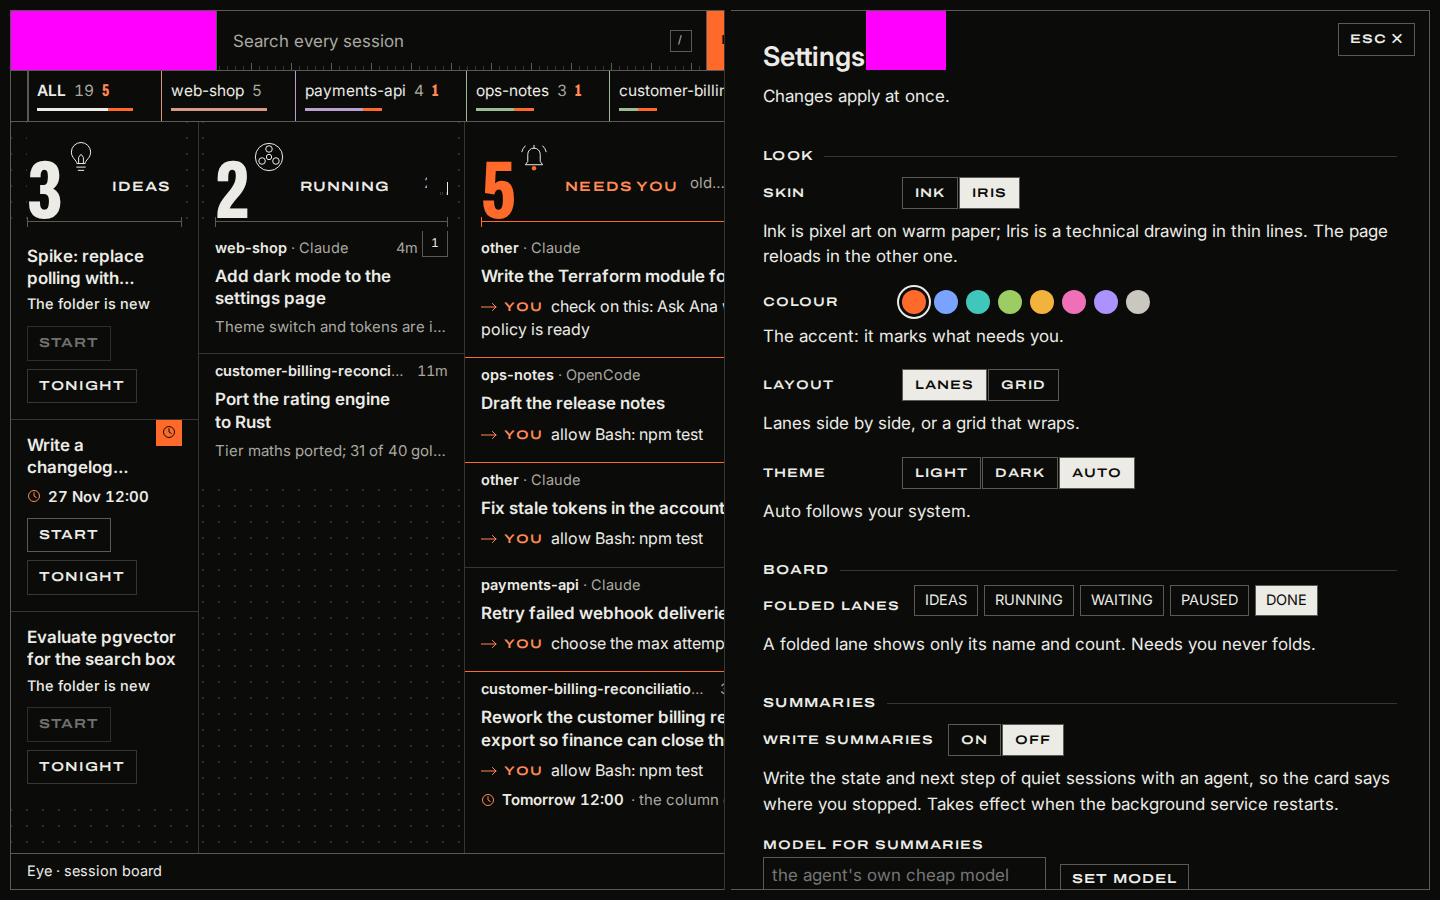 Search every session /
ALL 19 5
web-shop 5
payments-api 4 1
ops-notes 3 1
customer-billin
3 IDEAS
Spike: replace
polling with...
The folder is new
START
TONIGHT
Write a
changelog...
27 Nov 12:00
START
TONIGHT
Evaluate pgvector
for the search box
The folder is new
START
TONIGHT
2 RUNNING
web-shop · Claude 4m 1
Add dark mode to the
settings page
Theme switch and tokens are i...
customer-billing-reconci... 11m
Port the rating engine
to Rust
Tier maths ported; 31 of 40 gol...
5 NEEDS YOU old...
other · Claude
Write the Terraform module fo
→ YOU check on this: Ask Ana
policy is ready
ops-notes · OpenCode
Draft the release notes
→ YOU allow Bash: npm test
other · Claude
Fix stale tokens in the account
→ YOU allow Bash: npm test
payments-api · Claude
Retry failed webhook deliverie
→ YOU choose the max attemp
customer-billing-reconciliatio...
Rework the customer billing re
export so finance can close th
→ YOU allow Bash: npm test
Tomorrow 12:00 · the column
Eye · session board
Settings
ESC ✕
Changes apply at once.
LOOK
SKIN INK IRIS
Ink is pixel art on warm paper; Iris is a technical drawing in thin lines. The page
reloads in the other one.
COLOUR
The accent: it marks what needs you.
LAYOUT LANES GRID
Lanes side by side, or a grid that wraps.
THEME LIGHT DARK AUTO
Auto follows your system.
BOARD
FOLDED LANES IDEAS RUNNING WAITING PAUSED DONE
A folded lane shows only its name and count. Needs you never folds.
SUMMARIES
WRITE SUMMARIES ON OFF
Write the state and next step of quiet sessions with an agent, so the card says
where you stopped. Takes effect when the background service restarts.
MODEL FOR SUMMARIES
the agent's own cheap model SET MODEL